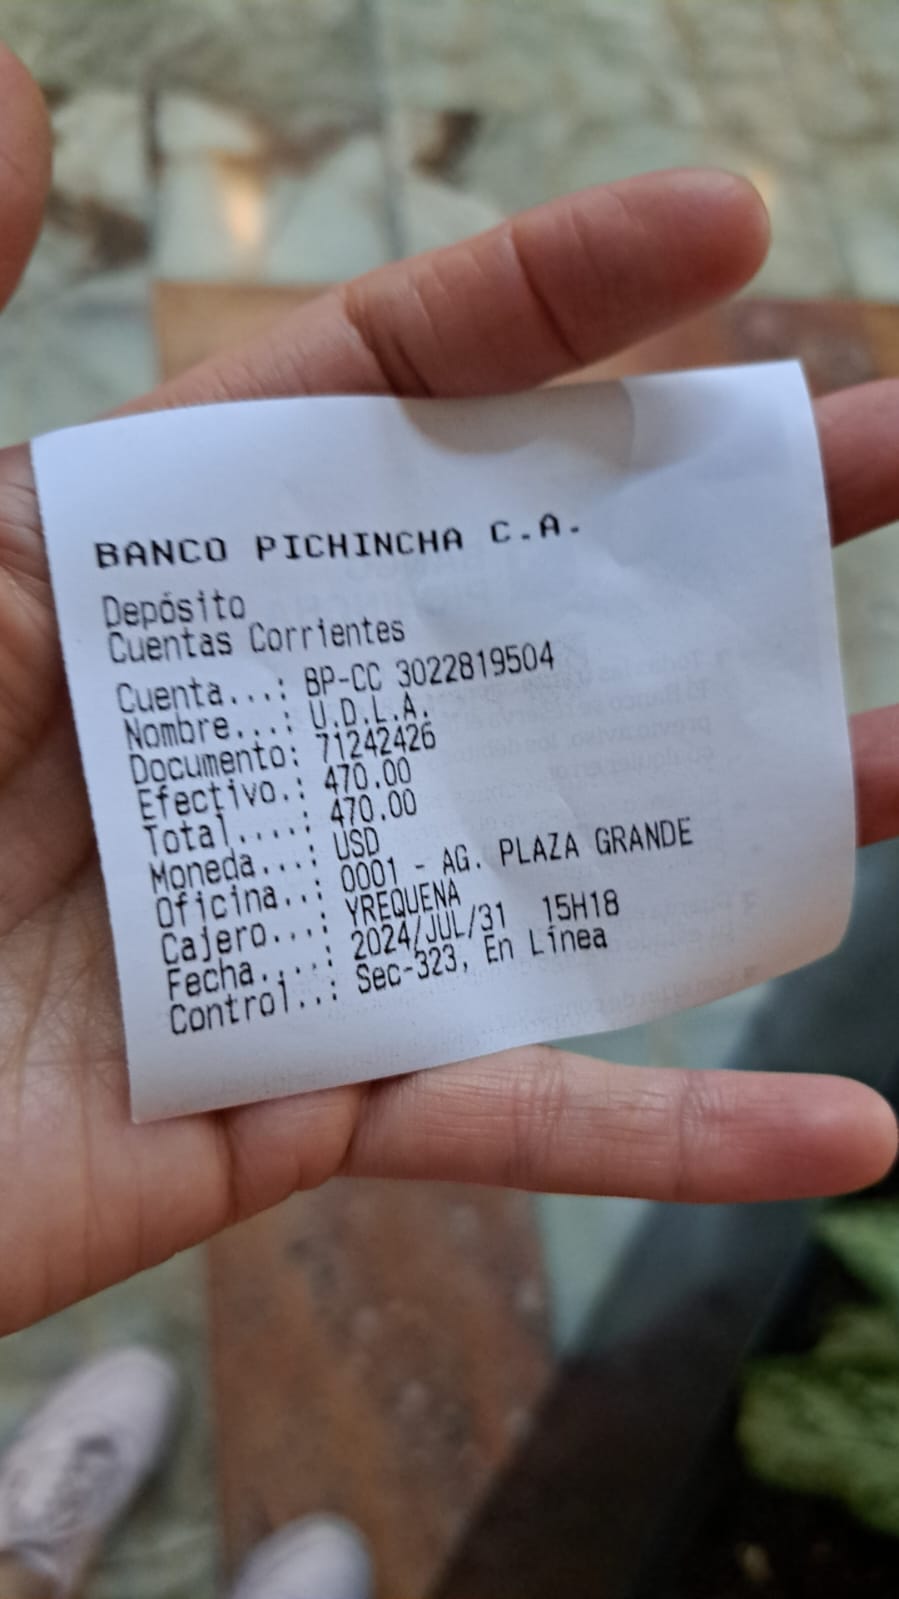 BANCO PICHINCHA C.A.
Depósito
Cuentas Corrientes
Cuenta...: BP-CC 3022819504
Nombre...: U.D.L.A.
Documento: 71242426
Efectivo.: 470.00
Total....: 470.00
Moneda...: USD
Oficina..: 0001 - AG. PLAZA GRANDE
Cajero...: YREQUENA
Fecha....: 2024/JUL/31 15H18
Control..: Sec-323, En Línea